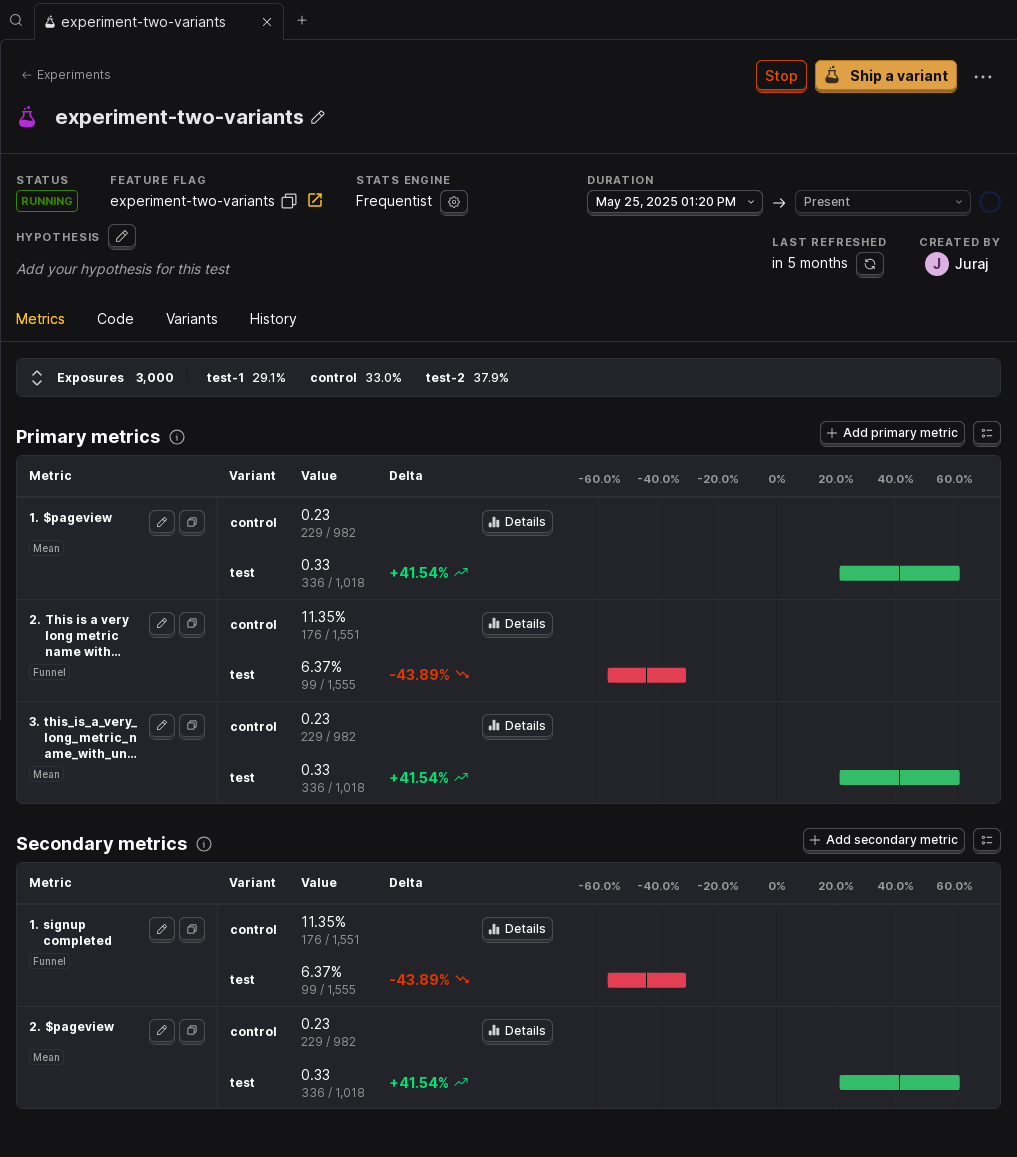 experiment-two-variants
Experiments
Stop
Ship a variant
experiment-two-variants
STATUS
FEATURE FLAG
STATS ENGINE
DURATION
RUNNING
experiment-two-variants
Frequentist
May 25, 2025 01:20 PM
Present
HYPOTHESIS
LAST REFRESHED
CREATED BY
Add your hypothesis for this test
in 5 months
J Juraj
Metrics Code Variants History
Exposures 3,000 test-1 29.1% control 33.0% test-2 37.9%
Primary metrics
Add primary metric
Metric Variant Value Delta -60.0% -40.0% -20.0% 0% 20.0% 40.0% 60.0%
1. $pageview
Mean
control 0.23
229 / 982
Details
test 0.33 +41.54%
336 / 1,018
2. This is a very
long metric
name with…
Funnel
control 11.35%
176 / 1,551
Details
test 6.37% -43.89%
99 / 1,555
3. this_is_a_very_
long_metric_n
ame_with_un…
Mean
control 0.23
229 / 982
Details
test 0.33 +41.54%
336 / 1,018
Secondary metrics
Add secondary metric
Metric Variant Value Delta -60.0% -40.0% -20.0% 0% 20.0% 40.0% 60.0%
1. signup
completed
Funnel
control 11.35%
176 / 1,551
Details
test 6.37% -43.89%
99 / 1,555
2. $pageview
Mean
control 0.23
229 / 982
Details
test 0.33 +41.54%
336 / 1,018